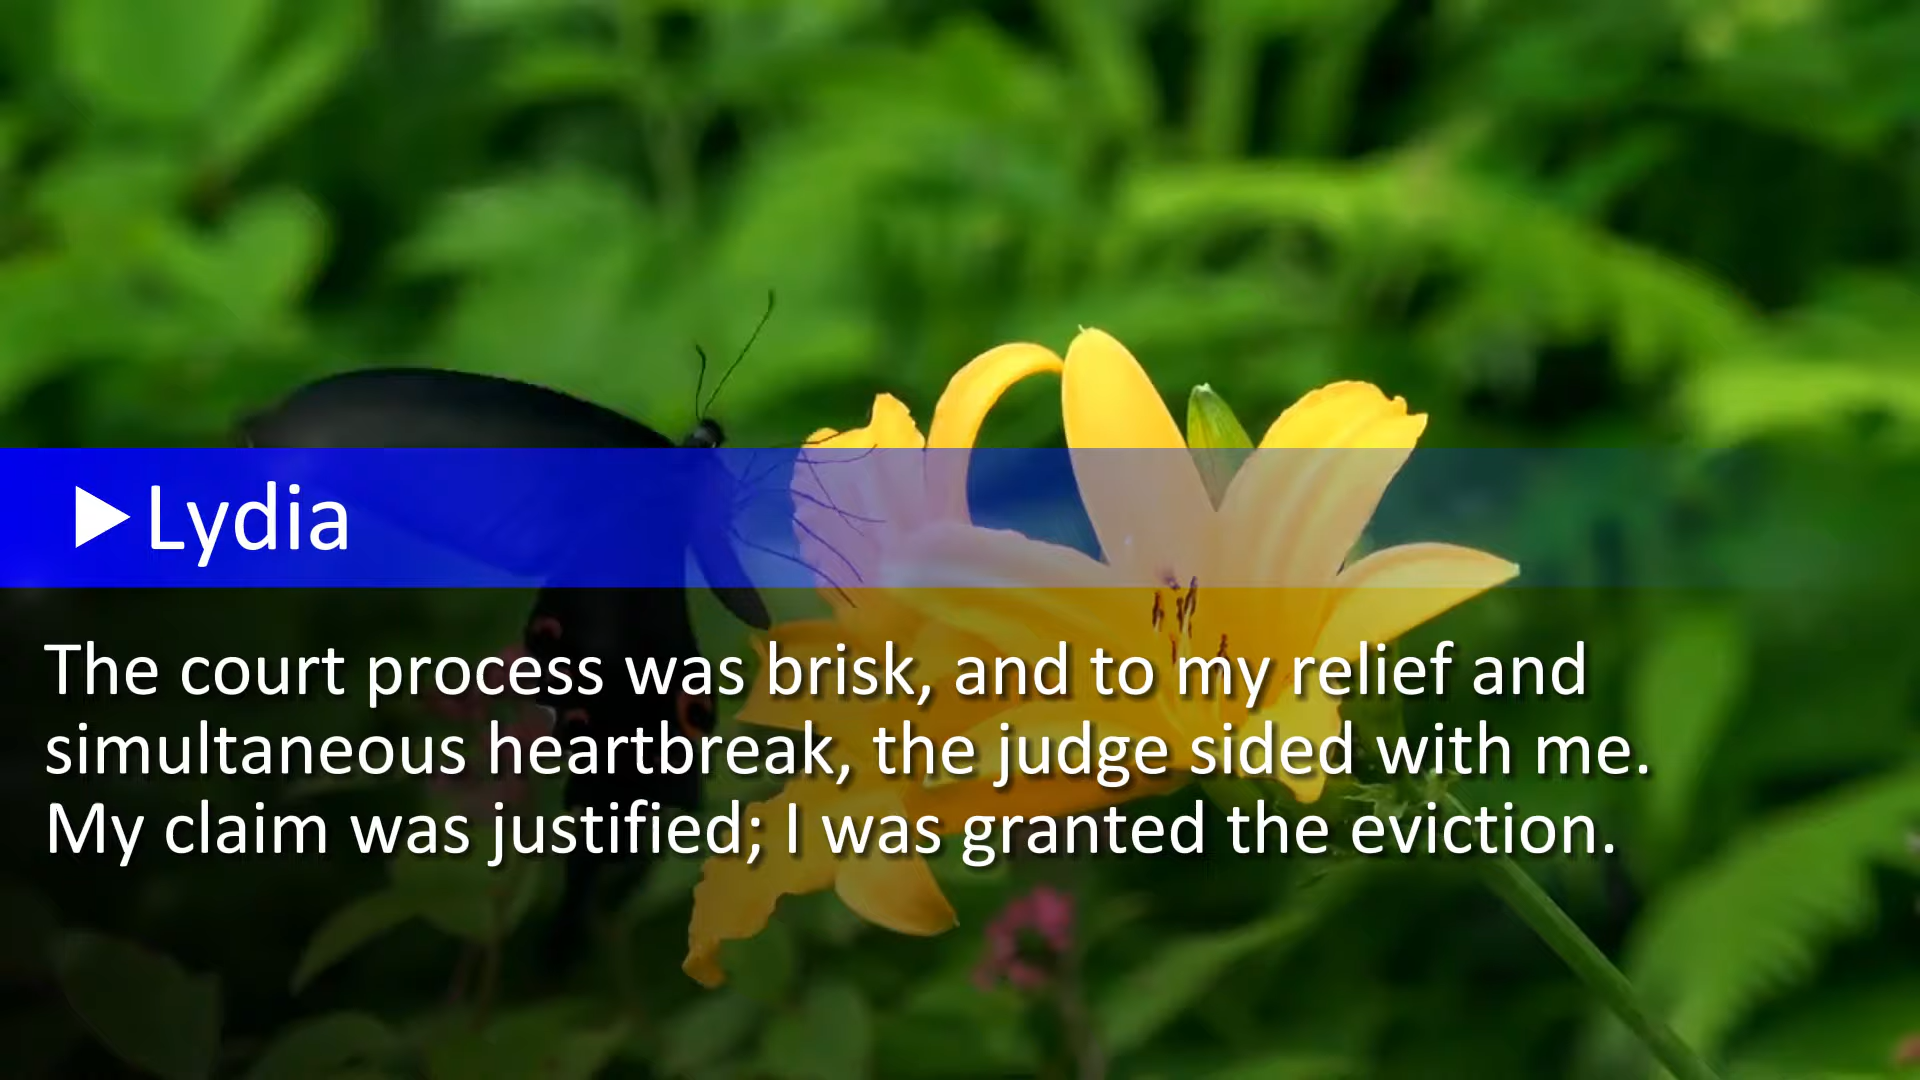 Lydia
The court process was brisk, and to my relief and
simultaneous heartbreak, the judge sided with me.
My claim was justified; I was granted the eviction.